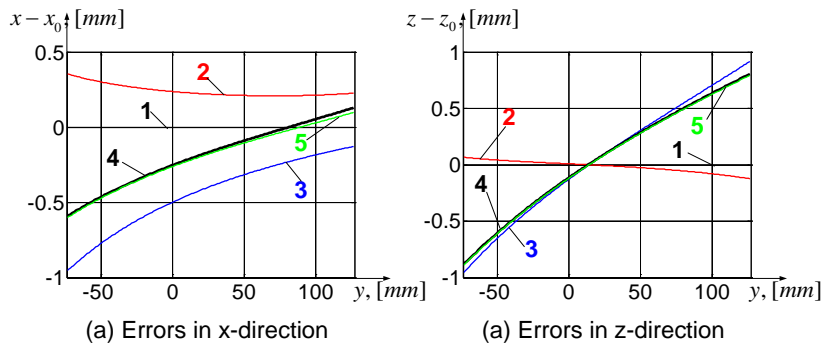 x − x₀, [mm]
0.5
0
-0.5
-1
2
1
4
5
3
-50 0 50 100
y, [mm]
(a) Errors in x-direction
z − z₀, [mm]
1
0.5
0
-0.5
-1
2
1
5
4
3
-50 0 50 100
y, [mm]
(a) Errors in z-direction